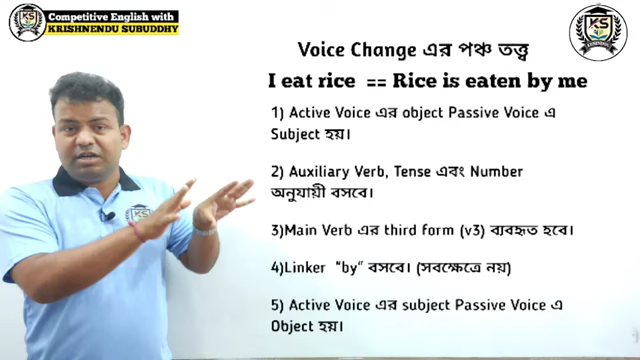 Competitive English with
KRISHNENDU SUBUDDHY
KS
KS
Voice Change এর পঞ্চ তত্ত্ব
I eat rice == Rice is eaten by me
1) Active Voice এর object Passive Voice এ
Subject হয়।
2) Auxiliary Verb, Tense এবং Number
অনুযায়ী বসবে।
3)Main Verb এর third form (v3) ব্যবহৃত হবে।
4)Linker "by" বসবে। (সবক্ষেত্রে নয়)
5) Active Voice এর subject Passive Voice এ
Object হয়।
KS